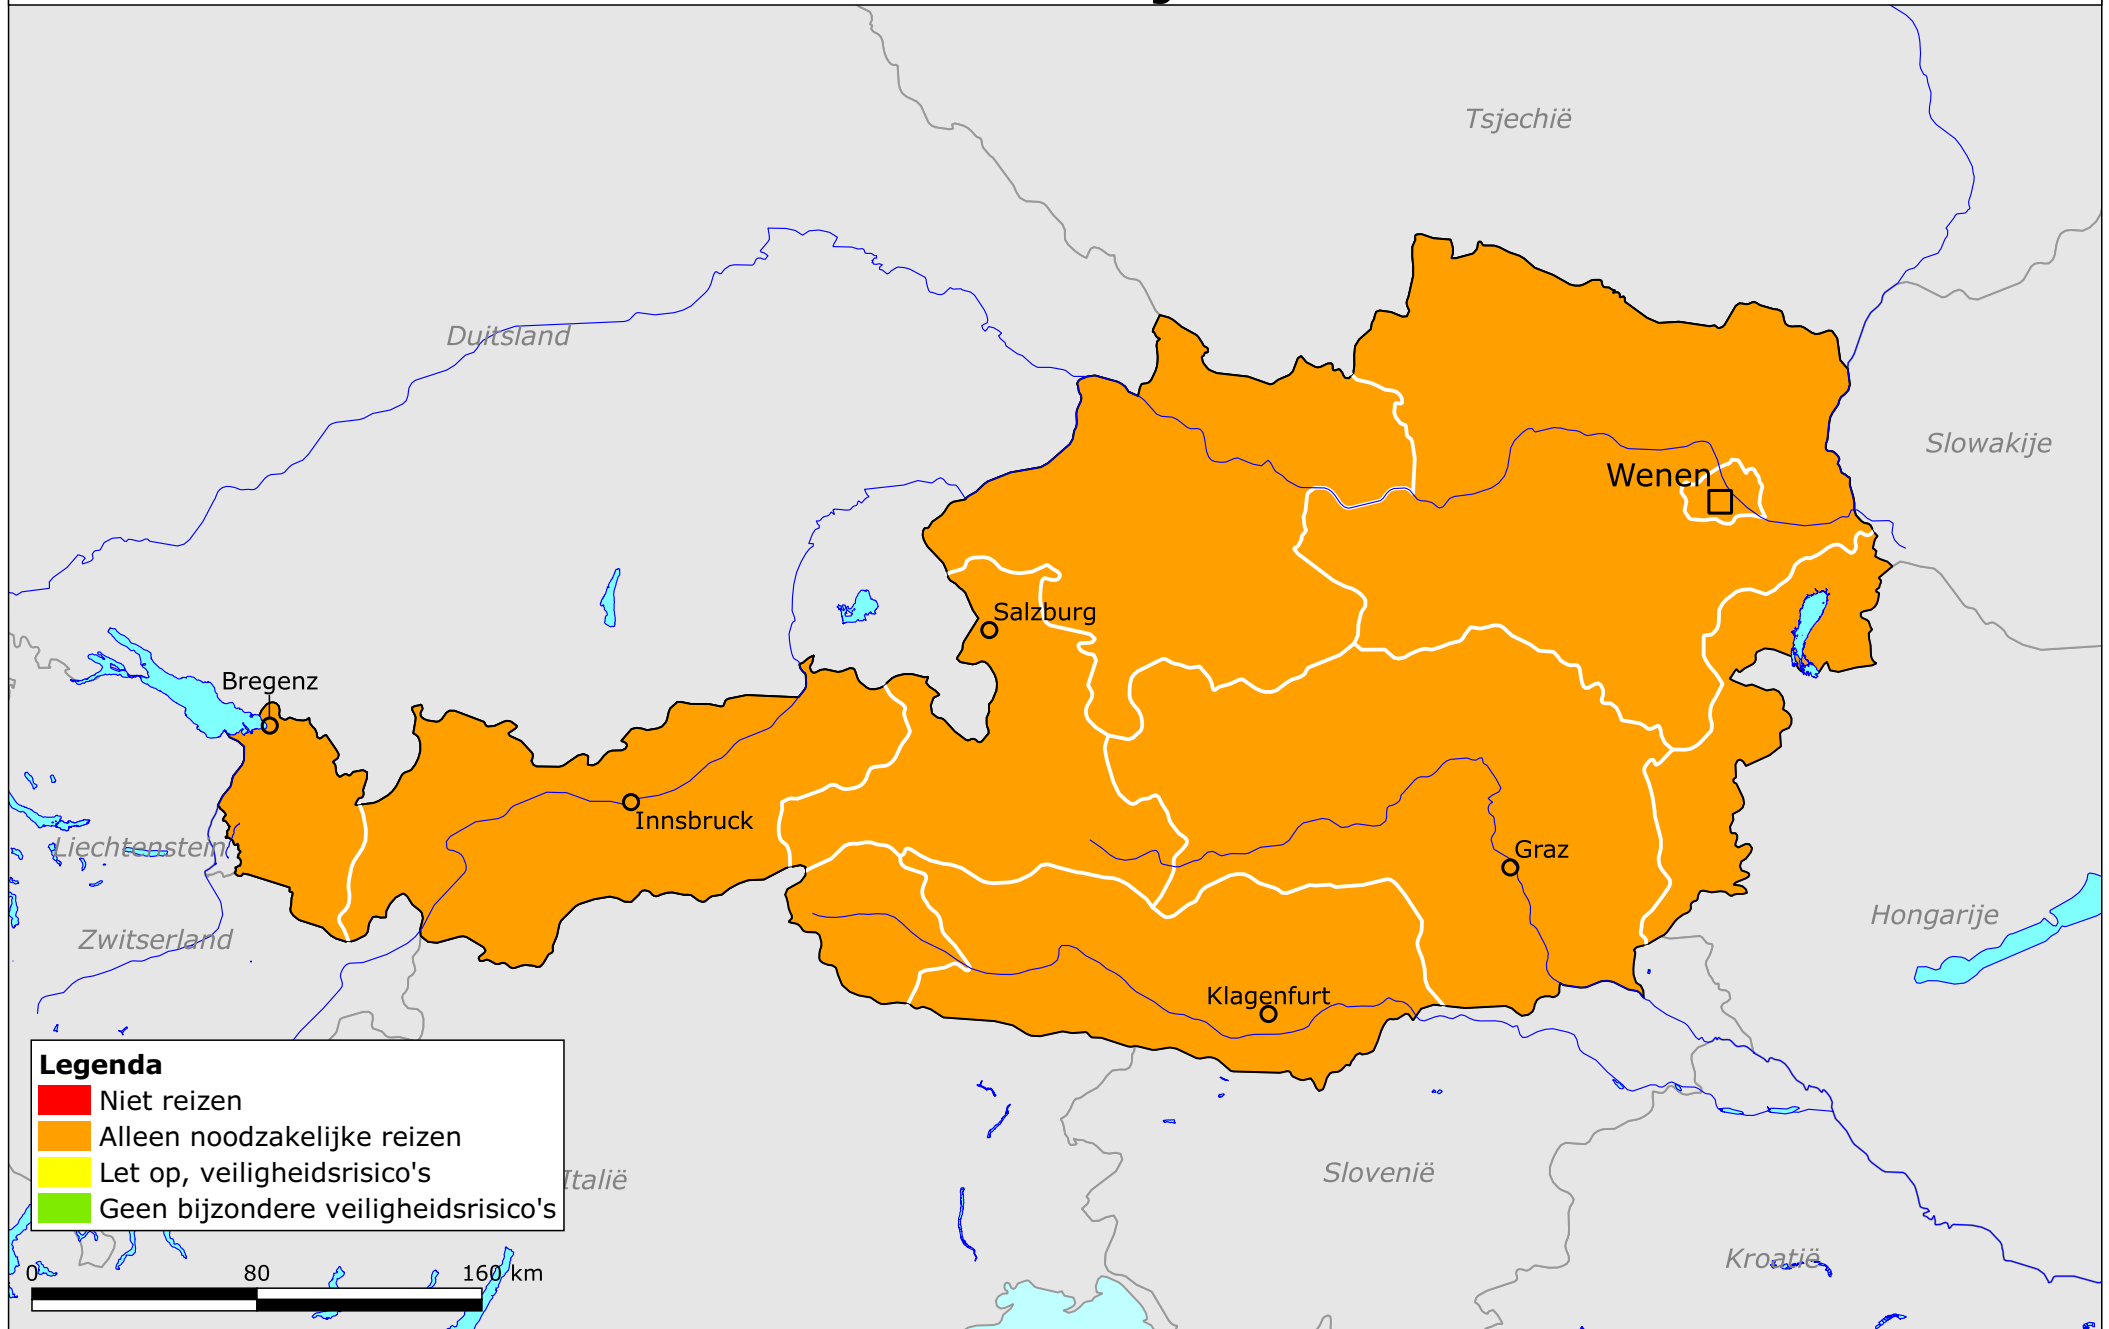 Tsjechië
Duitsland
Slowakije
Wenen
Salzburg
Bregenz
Innsbruck
Liechtenstein
Graz
Zwitserland
Hongarije
Klagenfurt
Legenda
Niet reizen
Alleen noodzakelijke reizen
Let op, veiligheidsrisico's
Geen bijzondere veiligheidsrisico's
Italië
Slovenië
Kroatië
0 80 160 km